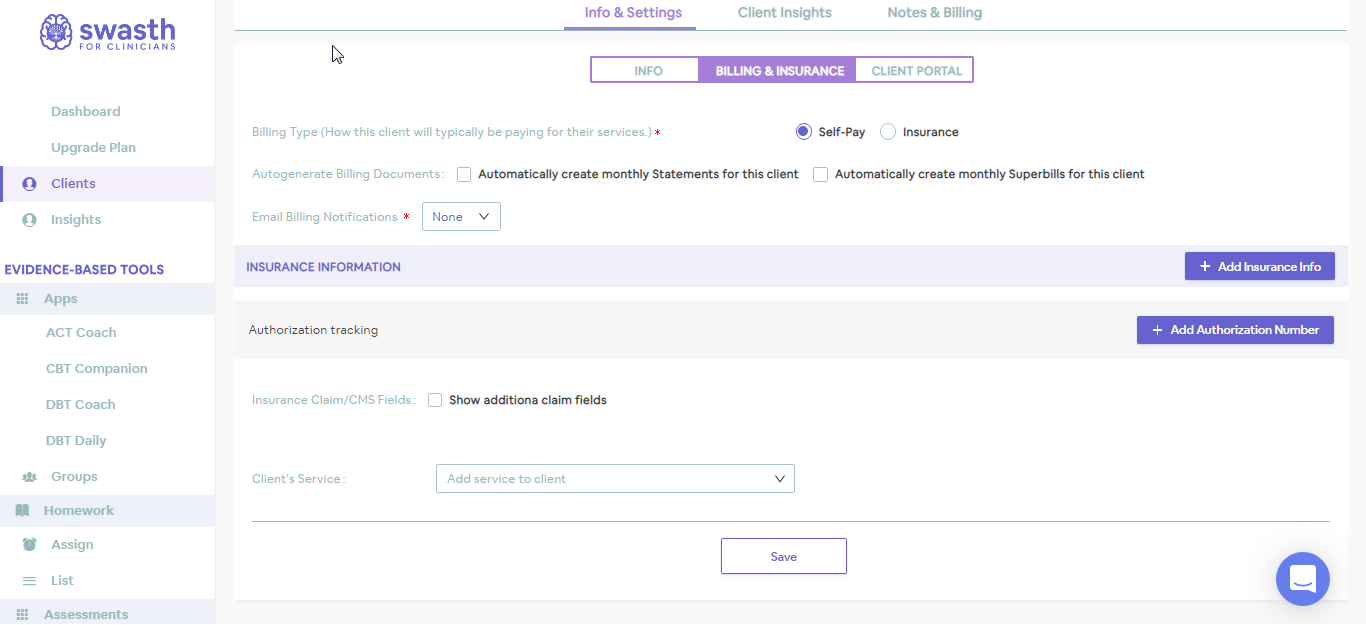 swasth
FOR CLINICIANS
Dashboard
Upgrade Plan
Clients
Insights
EVIDENCE-BASED TOOLS
Apps
ACT Coach
CBT Companion
DBT Coach
DBT Daily
Groups
Homework
Assign
List
Assessments
Info & Settings Client Insights Notes & Billing
INFO BILLING & INSURANCE CLIENT PORTAL
Billing Type (How this client will typically be paying for their services.) * Self-Pay Insurance
Autogenerate Billing Documents: Automatically create monthly Statements for this client Automatically create monthly Superbills for this client
Email Billing Notifications * None
INSURANCE INFORMATION + Add Insurance Info
Authorization tracking + Add Authorization Number
Insurance Claim/CMS Fields: Show additiona claim fields
Client's Service: Add service to client
Save